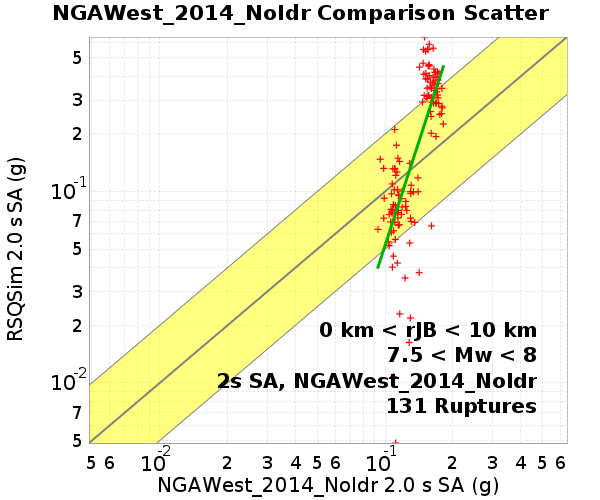 NGAWest_2014_NoIdr Comparison Scatter
RSQSim 2.0 s SA (g)
5
3
2
10-1
7
5
3
2
10-2
7
5
0 km < rJB < 10 km
7.5 < Mw < 8
2s SA, NGAWest_2014_NoIdr
131 Ruptures
5 6 10-2 2 3 4 5 6 10-1 2 3 4 5 6
NGAWest_2014_NoIdr 2.0 s SA (g)